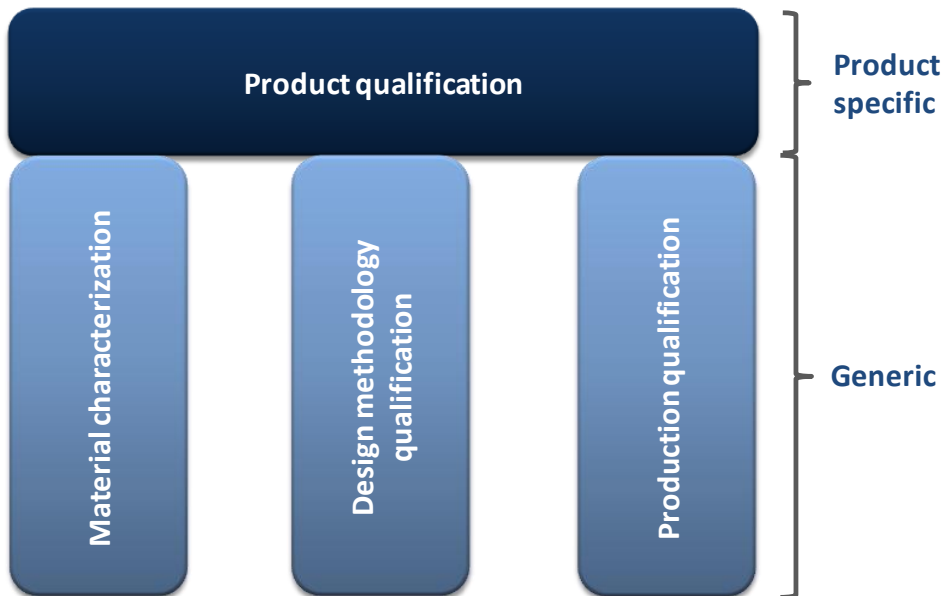 Product qualification
Product
specific
Material characterization
Design methodology
qualification
Production qualification
Generic